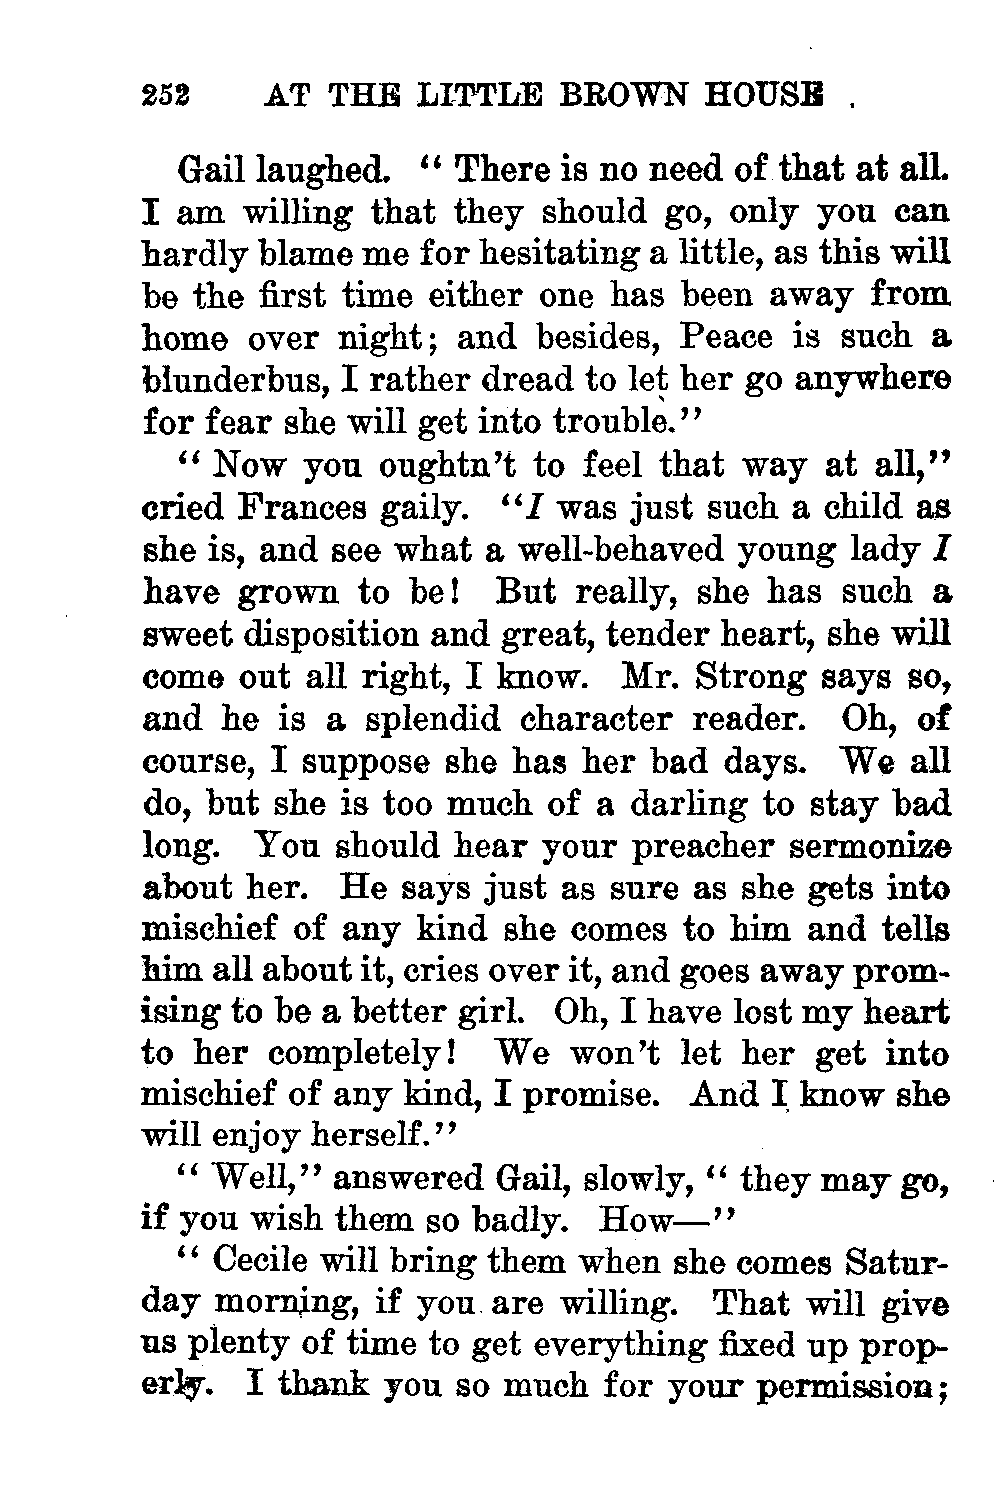 252 AT THE LITTLE BROWN HOUSE
Gail laughed. “ There is no need of that at all.
I am willing that they should go, only you can
hardly blame me for hesitating a little, as this will
be the first time either one has been away from
home over night; and besides, Peace is such a
blunderbus, I rather dread to let her go anywhere
for fear she will get into trouble.”
“ Now you oughtn’t to feel that way at all,”
cried Frances gaily. “I was just such a child as
she is, and see what a well-behaved young lady I
have grown to be! But really, she has such a
sweet disposition and great, tender heart, she will
come out all right, I know. Mr. Strong says so,
and he is a splendid character reader. Oh, of
course, I suppose she has her bad days. We all
do, but she is too much of a darling to stay bad
long. You should hear your preacher sermonize
about her. He says just as sure as she gets into
mischief of any kind she comes to him and tells
him all about it, cries over it, and goes away prom-
ising to be a better girl. Oh, I have lost my heart
to her completely! We won’t let her get into
mischief of any kind, I promise. And I know she
will enjoy herself.”
“ Well,” answered Gail, slowly, “ they may go,
if you wish them so badly. How—”
“ Cecile will bring them when she comes Satur-
day morning, if you are willing. That will give
us plenty of time to get everything fixed up prop-
erly. I thank you so much for your permission;